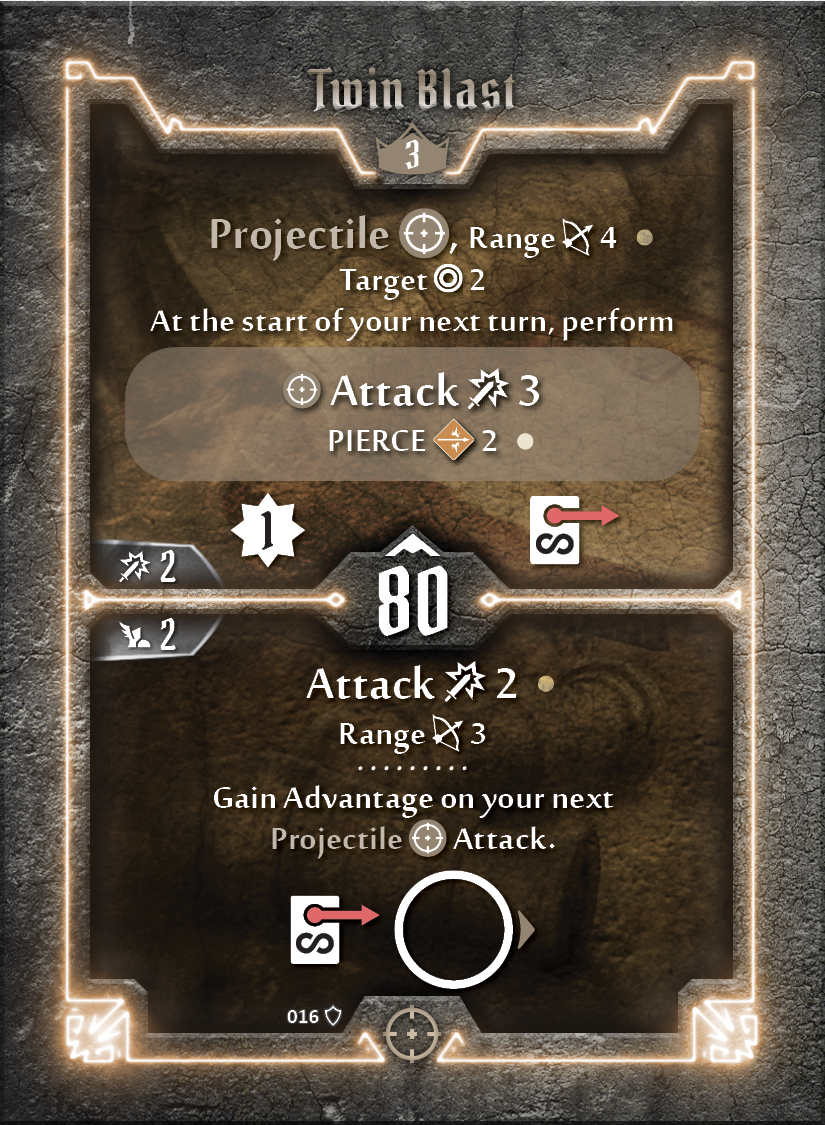 Twin Blast
3
Projectile , Range 4
Target 2
At the start of your next turn, perform
Attack 3
PIERCE 2
1
2
80
2
Attack 2
Range 3
.........
Gain Advantage on your next
Projectile Attack.
016